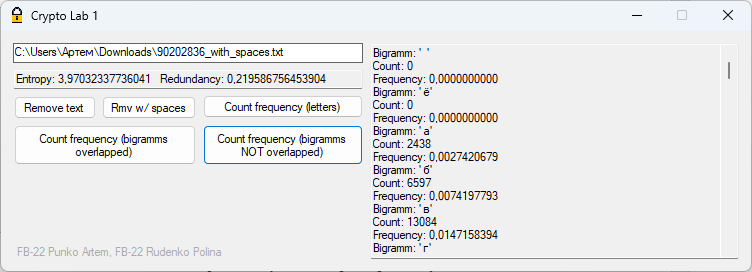 Crypto Lab 1
C:\Users\Артем\Downloads\90202836_with_spaces.txt
Entropy: 3,97032337736041 Redundancy: 0,219586756453904
Remove text
Rmv w/ spaces
Count frequency (letters)
Count frequency (bigramms
overlapped)
Count frequency (bigramms
NOT overlapped)
FB-22 Punko Artem, FB-22 Rudenko Polina
Bigramm: '  '
Count: 0
Frequency: 0,0000000000
Bigramm: ' ё'
Count: 0
Frequency: 0,0000000000
Bigramm: ' а'
Count: 2438
Frequency: 0,0027420679
Bigramm: ' б'
Count: 6597
Frequency: 0,0074197793
Bigramm: ' в'
Count: 13084
Frequency: 0,0147158394
Bigramm: ' г'